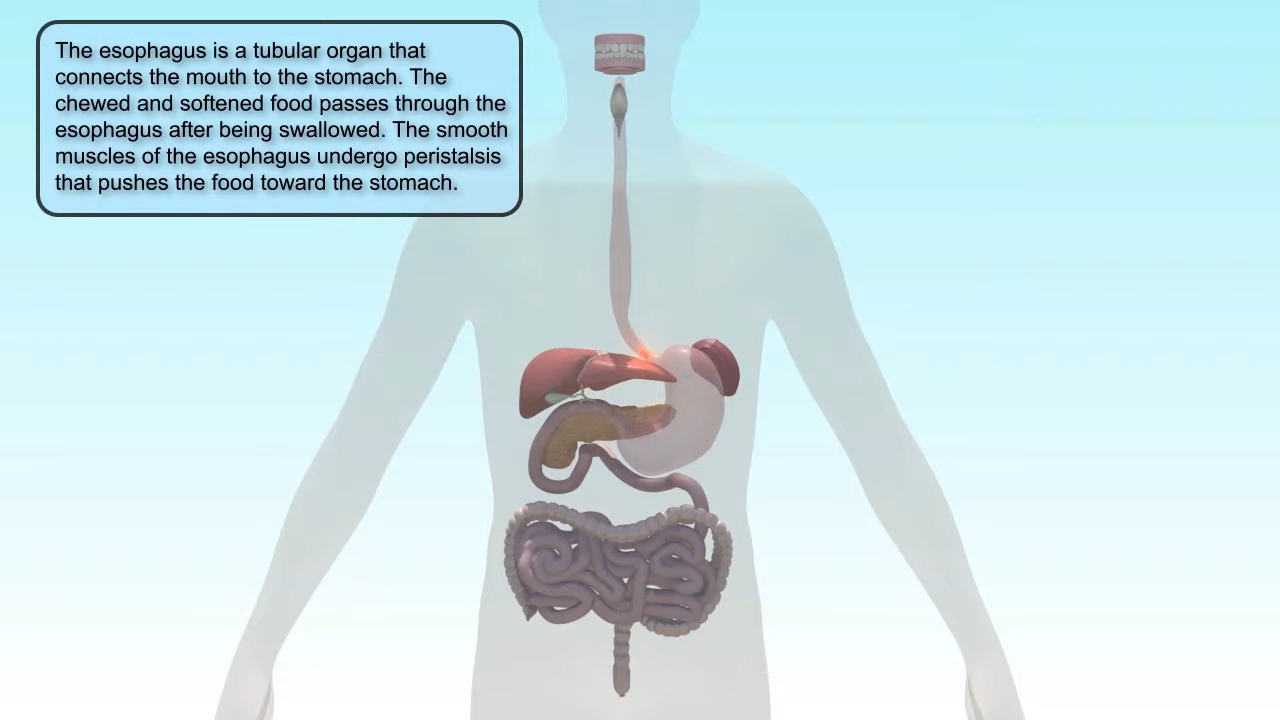 The esophagus is a tubular organ that
connects the mouth to the stomach. The
chewed and softened food passes through the
esophagus after being swallowed. The smooth
muscles of the esophagus undergo peristalsis
that pushes the food toward the stomach.